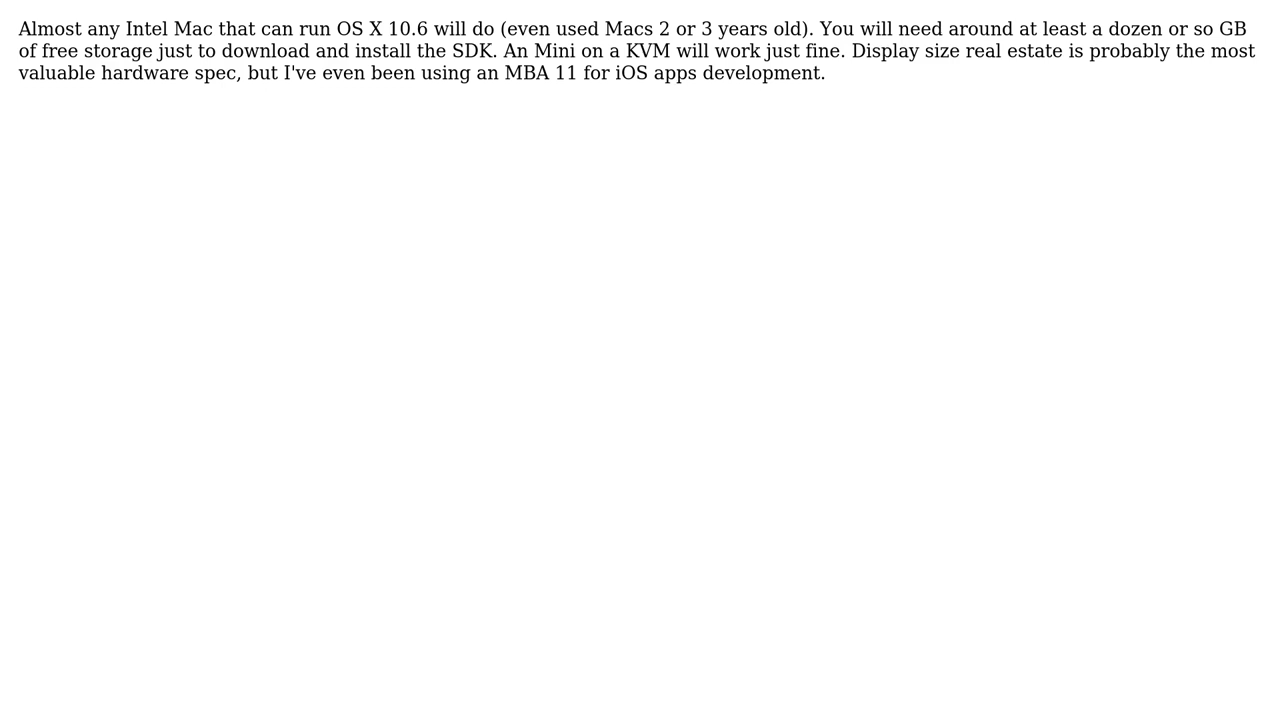 Almost any Intel Mac that can run OS X 10.6 will do (even used Macs 2 or 3 years old). You will need around at least a dozen or so GB
of free storage just to download and install the SDK. An Mini on a KVM will work just fine. Display size real estate is probably the most
valuable hardware spec, but I've even been using an MBA 11 for iOS apps development.